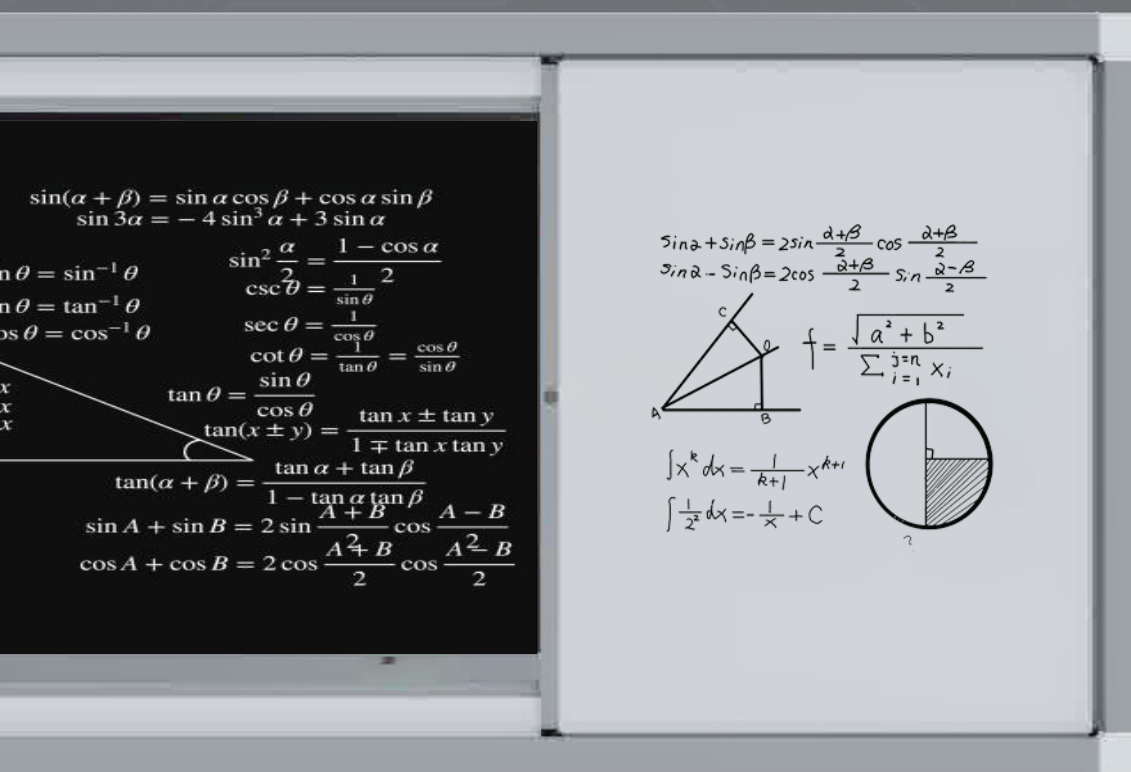 sin(α + β) = sin α cos β + cos α sin β
sin 3α = − 4 sin³ α + 3 sin α
sin² α/2 = (1 − cos α)/2
n θ = sin⁻¹ θ
csc θ = 1/sin θ
n θ = tan⁻¹ θ
sec θ = 1/cos θ
os θ = cos⁻¹ θ
cot θ = 1/tan θ = cos θ/sin θ
x
x
x
tan θ = sin θ/cos θ
tan(x ± y) = (tan x ± tan y)/(1 ∓ tan x tan y)
tan(α + β) = (tan α + tan β)/(1 − tan α tan β)
sin A + sin B = 2 sin (A + B)/2 cos (A − B)/2
cos A + cos B = 2 cos (A + B)/2 cos (A − B)/2
sinα + sinβ = 2sin (α+β)/2 cos (α+β)/2
sinα - sinβ = 2cos (α+β)/2 sin (α-β)/2
C
A
B
f = √(a² + b²) / Σ j=n i=1 xi
∫x^k dx = 1/(k+1) x^(k+1)
∫ 1/2² dx = - 1/x + C
?